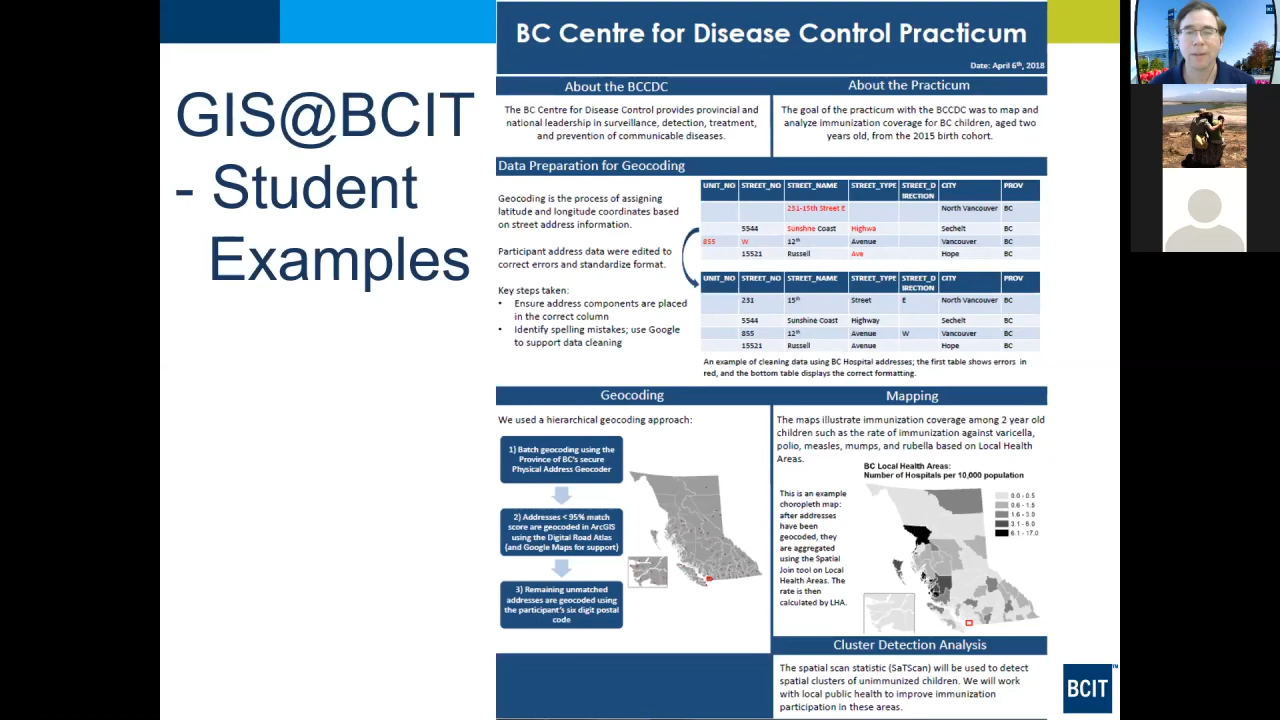 GIS@BCIT
- Student
Examples
BC Centre for Disease Control Practicum
Date: April 6th, 2018
About the BCCDC
The BC Centre for Disease Control provides provincial and
national leadership in surveillance, detection, treatment,
and prevention of communicable diseases.
About the Practicum
The goal of the practicum with the BCCDC was to map and
analyze immunization coverage for BC children, aged two
years old, from the 2015 birth cohort.
Data Preparation for Geocoding
Geocoding is the process of assigning
latitude and longitude coordinates based
on street address information.
Participant address data were edited to
correct errors and standardize format.
Key steps taken:
• Ensure address components are placed
in the correct column
• Identify spelling mistakes; use Google
to support data cleaning
UNIT_NO STREET_NO STREET_NAME STREET_TYPE STREET_D IRECTION CITY PROV
231-15th Street E North Vancouver BC
5544 Sunshne Coast Highwa Sechelt BC
855 W 12th Avenue Vancouver BC
15521 Russell Ave Hope BC
UNIT_NO STREET_NO STREET_NAME STREET_TYPE STREET_D IRECTION CITY PROV
231 15th Street E North Vancouver BC
5544 Sunshine Coast Highway Sechelt BC
855 12th Avenue W Vancouver BC
15521 Russell Avenue Hope BC
An example of cleaning data using BC Hospital addresses; the first table shows errors in
red, and the bottom table displays the correct formatting.
Geocoding
We used a hierarchical geocoding approach:
1) Batch geocoding using the
Province of BC's secure
Physical Address Geocoder
2) Addresses < 95% match
score are geocoded in ArcGIS
using the Digital Road Atlas
(and Google Maps for support)
3) Remaining unmatched
addresses are geocoded using
the participant's six digit postal
code
Mapping
The maps illustrate immunization coverage among 2 year old
children such as the rate of immunization against varicella,
polio, measles, mumps, and rubella based on Local Health
Areas.
BC Local Health Areas:
Number of Hospitals per 10,000 population
0.0 - 0.5
0.6 - 1.5
1.6 - 3.0
3.1 - 6.0
6.1 - 17.0
This is an example
choropleth map:
after addresses
have been
geocoded, they
are aggregated
using the Spatial
Join tool on Local
Health Areas. The
rate is then
calculated by LHA.
Cluster Detection Analysis
The spatial scan statistic (SaTScan) will be used to detect
spatial clusters of unimmunized children. We will work
with local public health to improve immunization
participation in these areas.
BCIT
TM
BCIT